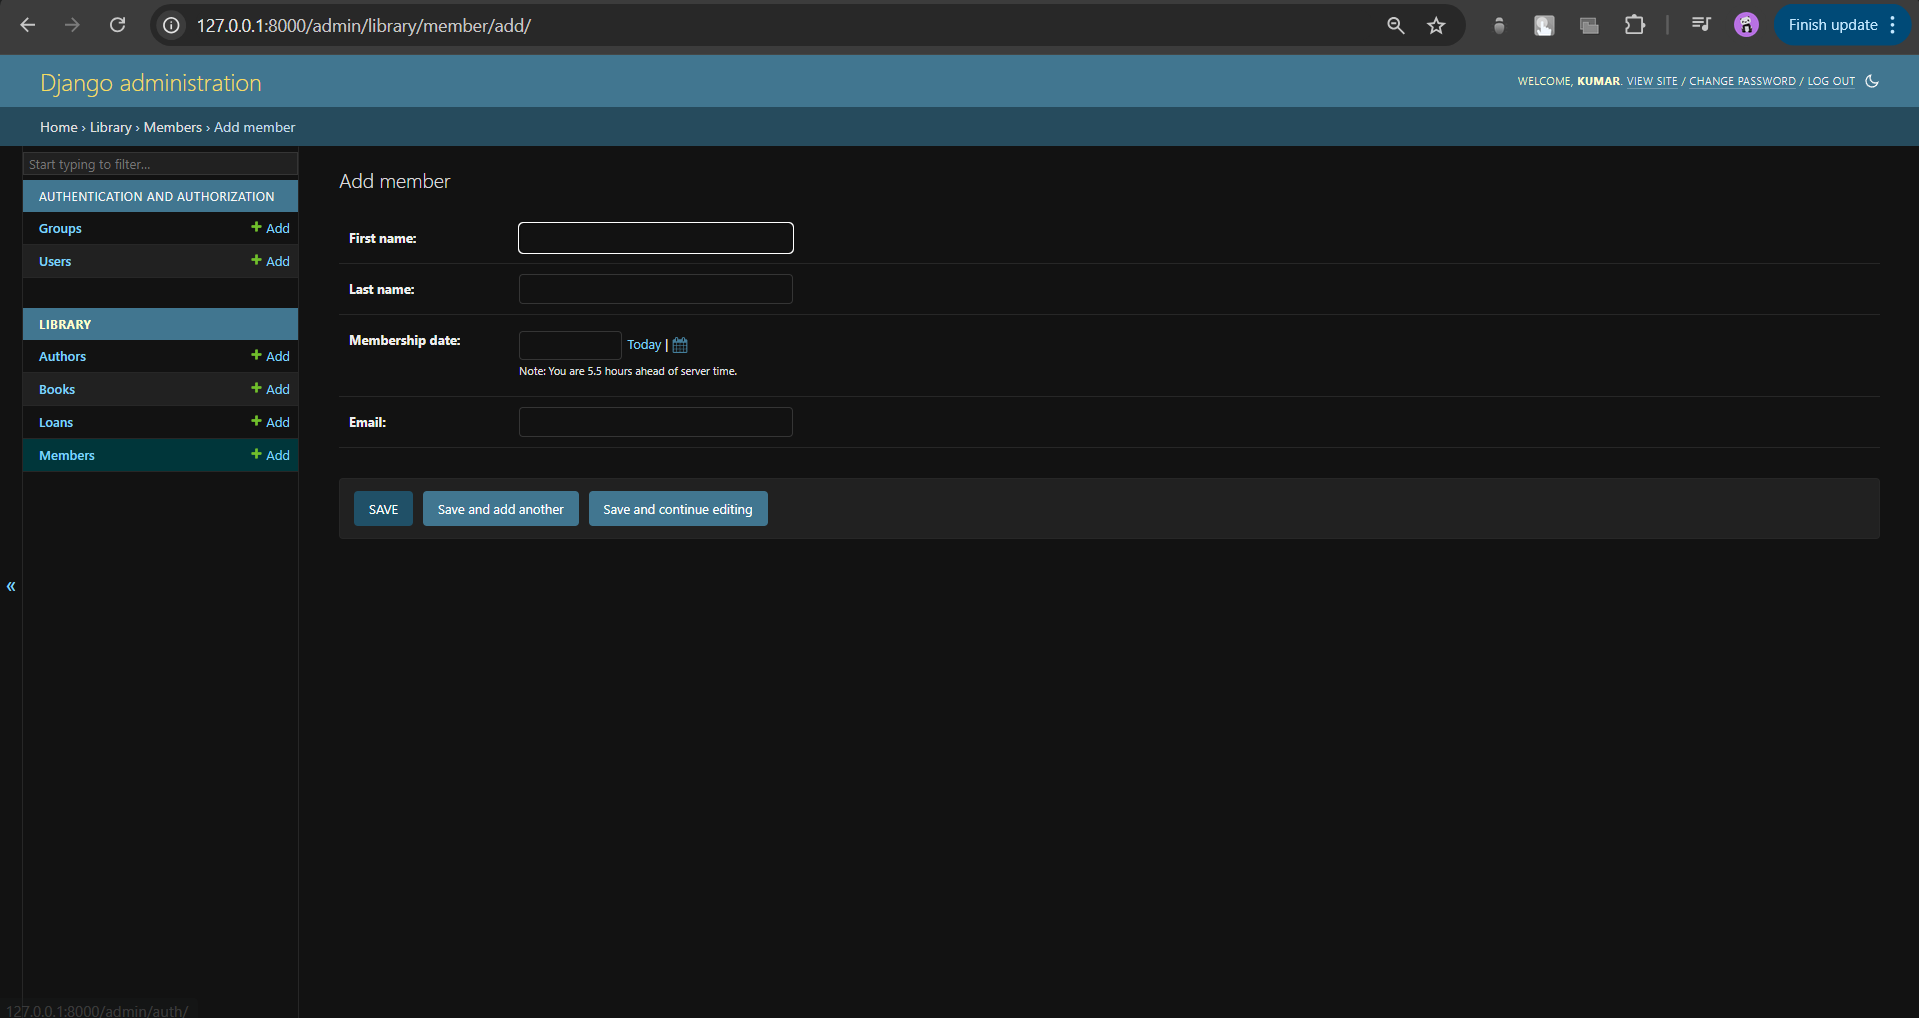 127.0.0.1:8000/admin/library/member/add/
Finish update
Django administration
WELCOME, KUMAR. VIEW SITE / CHANGE PASSWORD / LOG OUT
Home › Library › Members › Add member
Start typing to filter...
AUTHENTICATION AND AUTHORIZATION
Groups + Add
Users + Add
LIBRARY
Authors + Add
Books + Add
Loans + Add
Members + Add
«
Add member
First name:
Last name:
Membership date:
Today |
Note: You are 5.5 hours ahead of server time.
Email:
SAVE
Save and add another
Save and continue editing
127.0.0.1:8000/admin/auth/